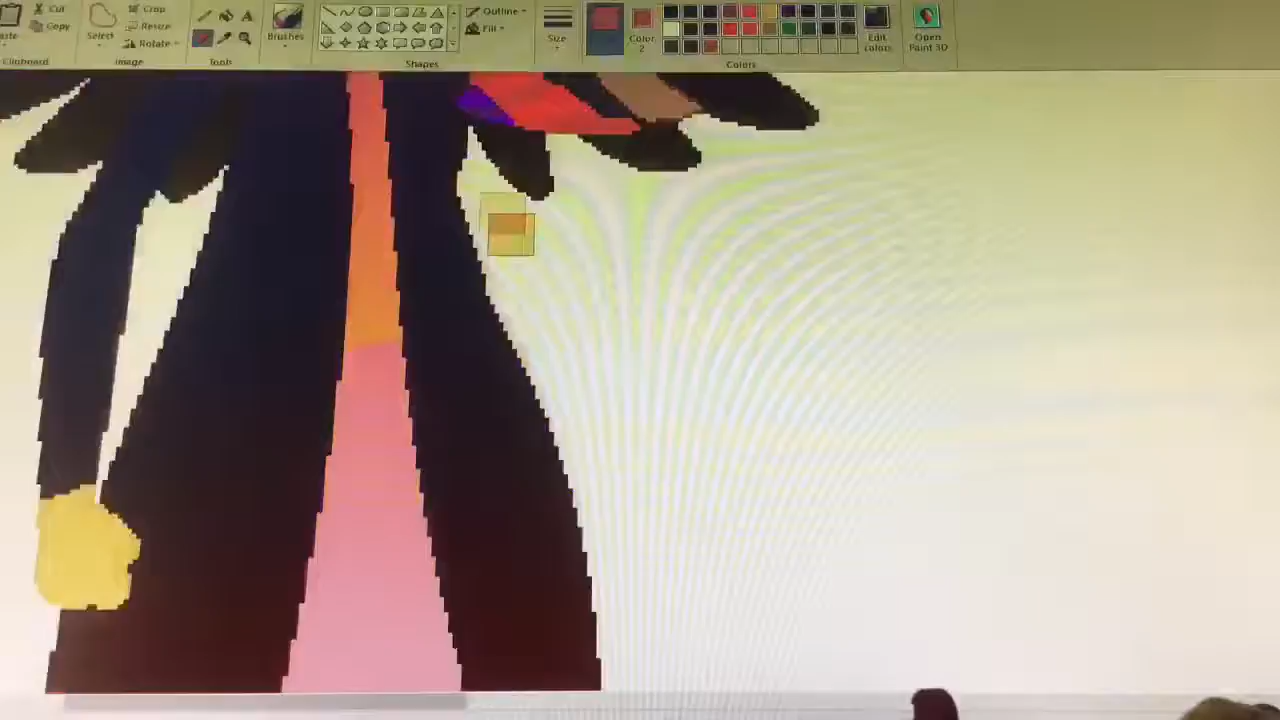 Cut
Copy
Clipboard
Select
Crop
Resize
Rotate
Image
A
Tools
Brushes
Outline
Fill
Shapes
Size
Color
2
Colors
Edit
colors
Open
Paint 3D